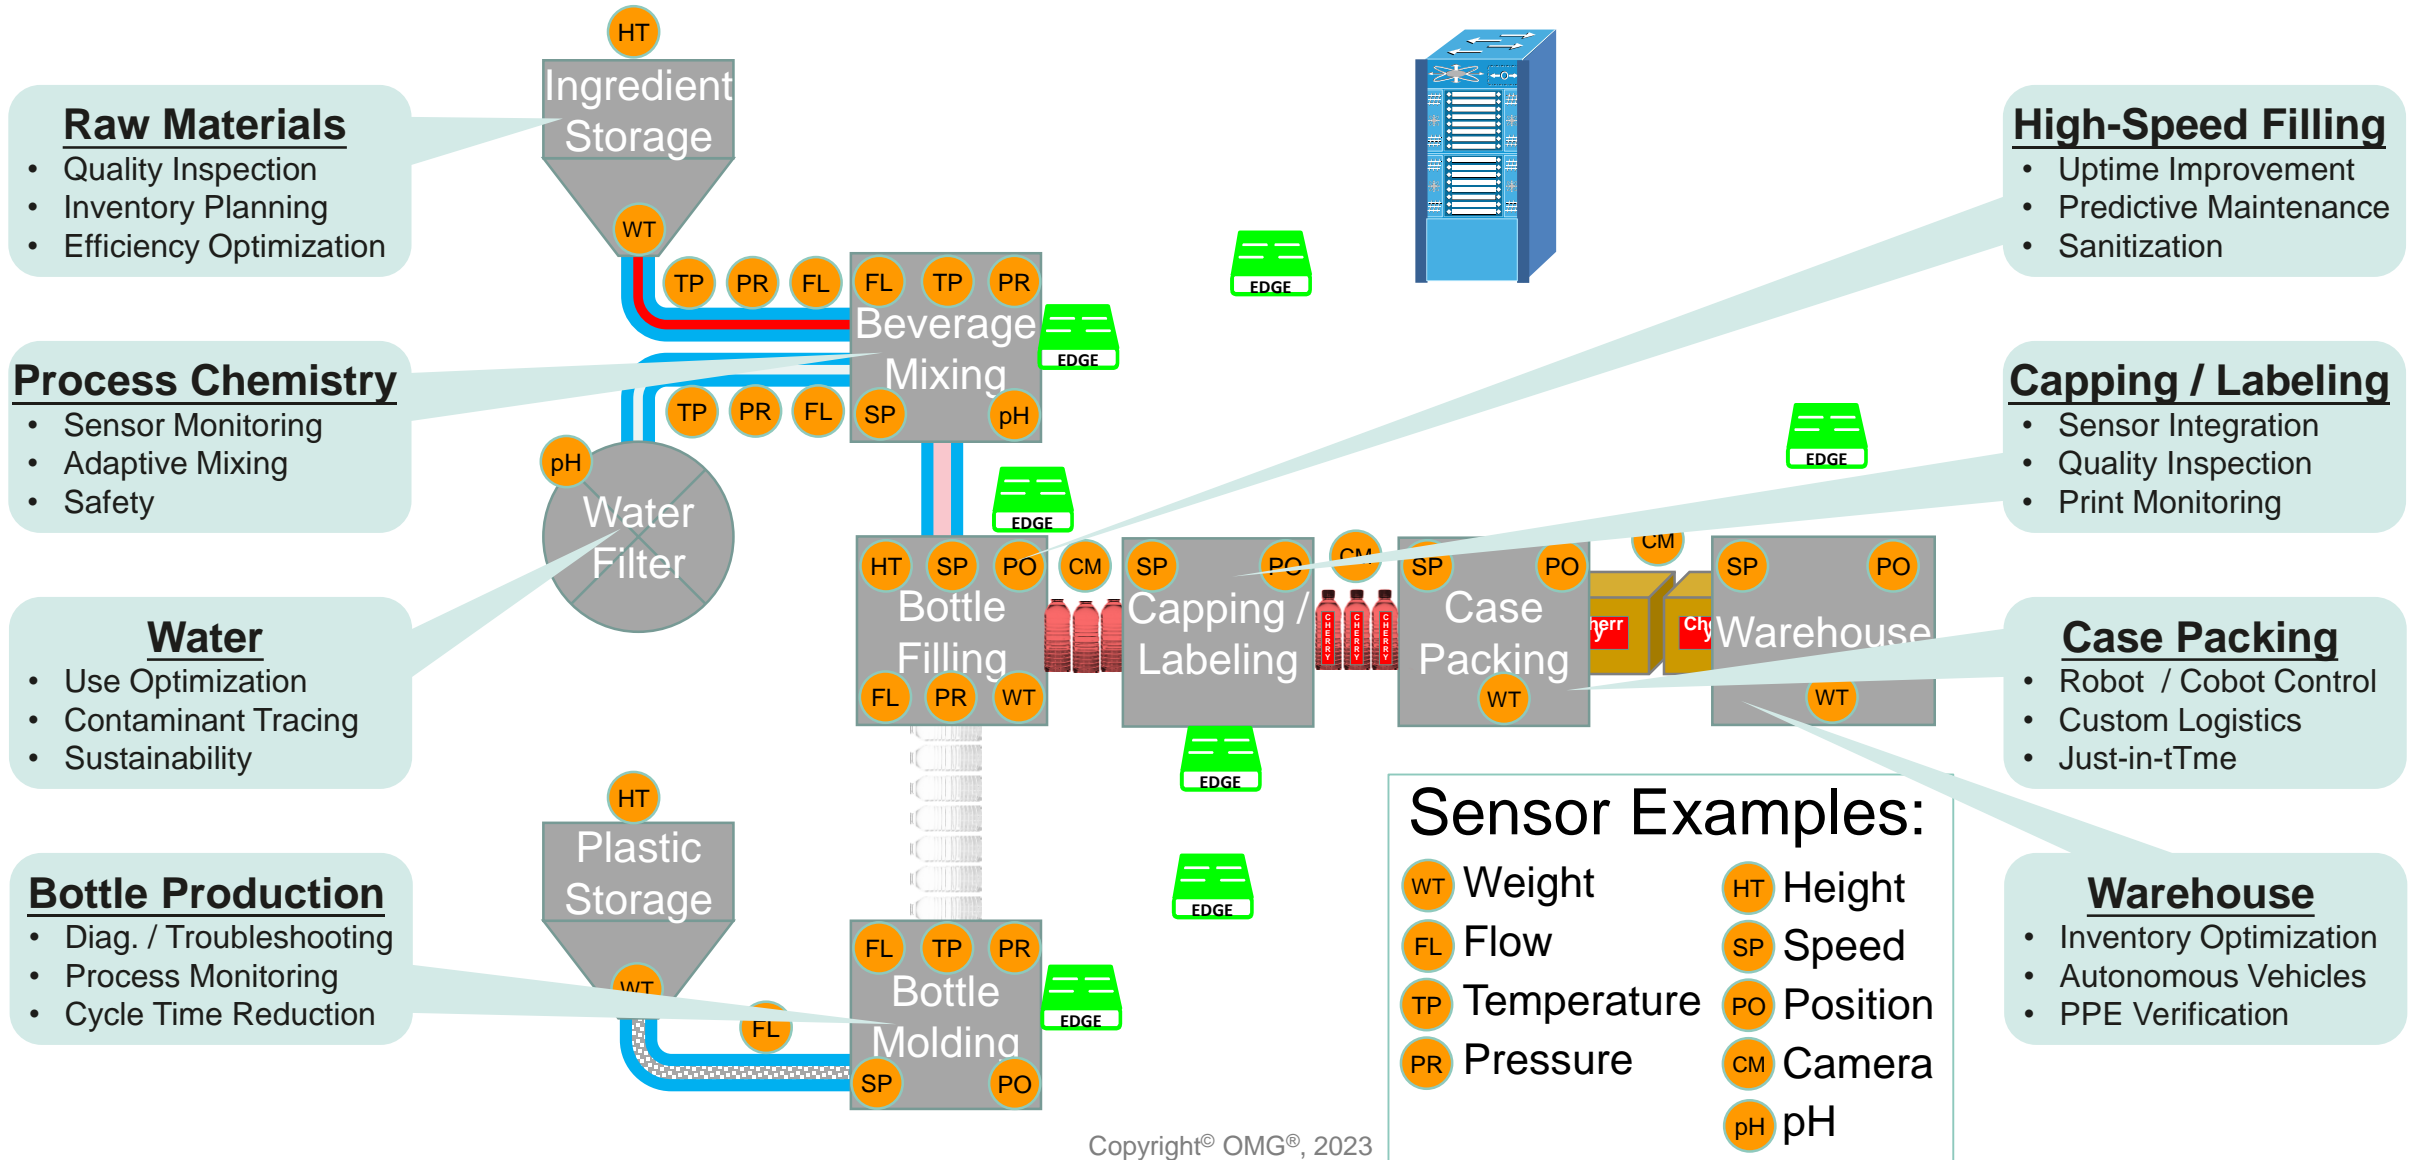 HT
Ingredient
Storage
WT
Raw Materials
• Quality Inspection
• Inventory Planning
• Efficiency Optimization
High-Speed Filling
• Uptime Improvement
• Predictive Maintenance
• Sanitization
EDGE
TP PR FL
FL TP PR
Beverage
Mixing
SP pH
EDGE
TP PR FL
Process Chemistry
• Sensor Monitoring
• Adaptive Mixing
• Safety
Capping / Labeling
• Sensor Integration
• Quality Inspection
• Print Monitoring
EDGE
pH
Water
Filter
EDGE
HT SP PO
Bottle
Filling
FL PR WT
CM
SP PO
Capping /
Labeling
EDGE
CM
CHERRY
CHERRY
CHERRY
SP PO
Case
Packing
WT
CM
Cherr
y
Ch
y
SP PO
Warehouse
WT
Water
• Use Optimization
• Contaminant Tracing
• Sustainability
Case Packing
• Robot / Cobot Control
• Custom Logistics
• Just-in-tTme
HT
Plastic
Storage
WT
FL
EDGE
Bottle Production
• Diag. / Troubleshooting
• Process Monitoring
• Cycle Time Reduction
FL TP PR
Bottle
Molding
SP PO
EDGE
Sensor Examples:
WT Weight
FL Flow
TP Temperature
PR Pressure
HT Height
SP Speed
PO Position
CM Camera
pH pH
Warehouse
• Inventory Optimization
• Autonomous Vehicles
• PPE Verification
Copyright© OMG®, 2023